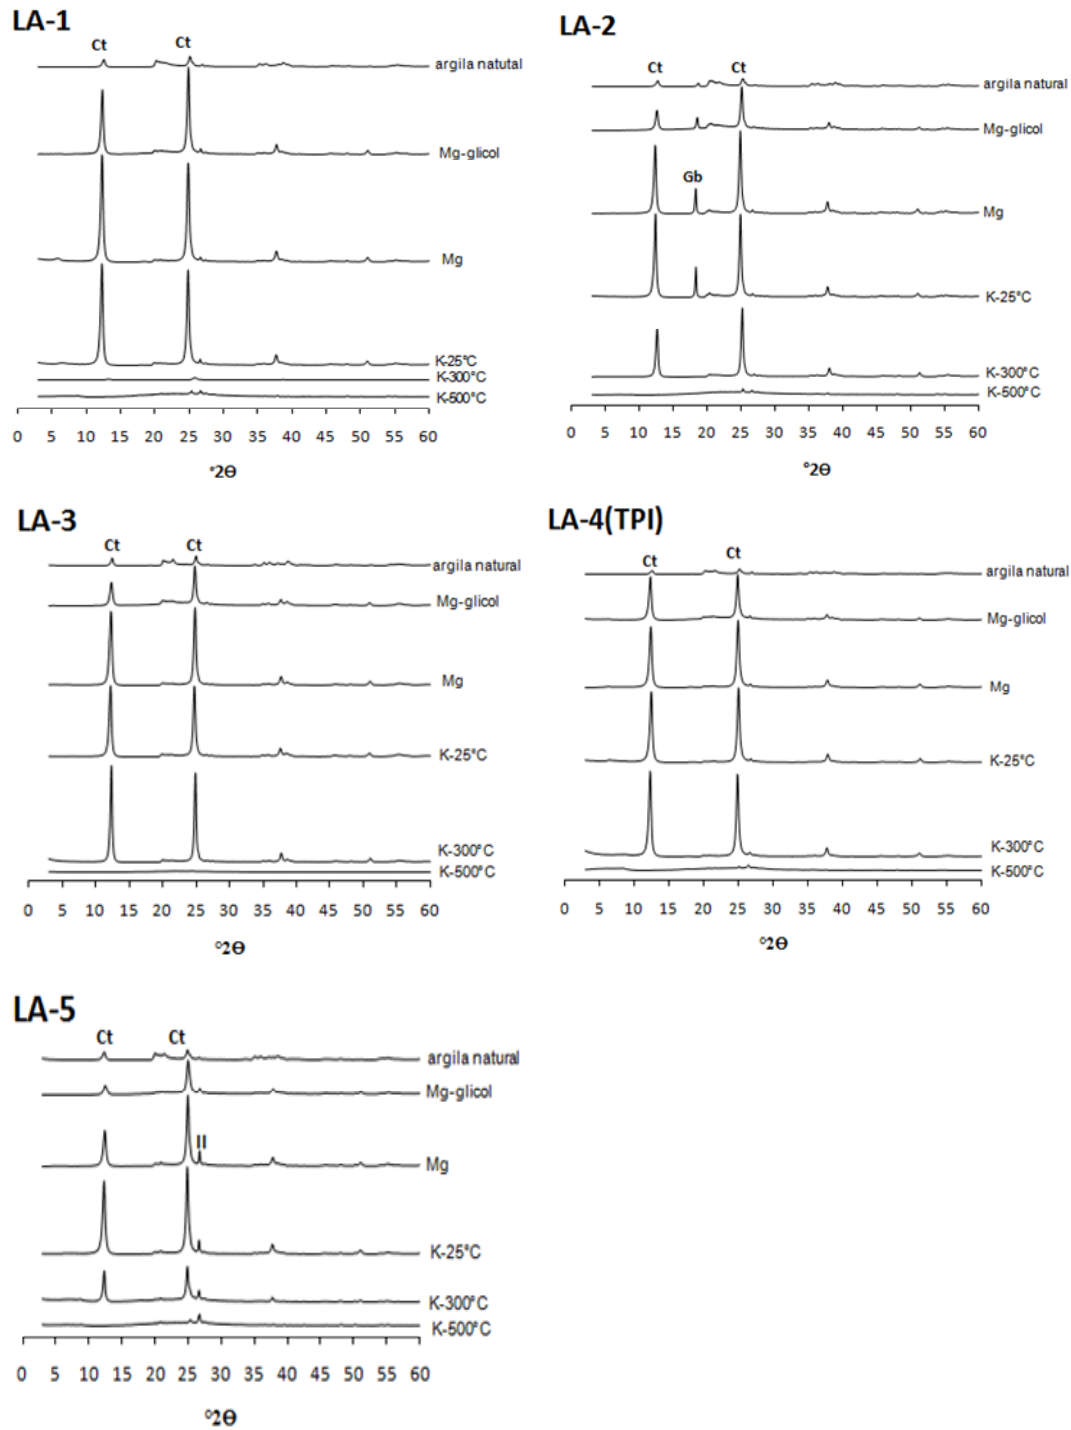 LA-1
Ct Ct
argila natutal
Mg-glicol
Mg
K-25°C
K-300°C
K-500°C
0 5 10 15 20 25 30 35 40 45 50 55 60
°2Θ
LA-2
Ct Ct
argila natural
Mg-glicol
Gb
Mg
K-25°C
K-300°C
K-500°C
0 5 10 15 20 25 30 35 40 45 50 55 60
°2Θ
LA-3
Ct Ct
argila natural
Mg-glicol
Mg
K-25°C
K-300°C
K-500°C
0 5 10 15 20 25 30 35 40 45 50 55 60
°2Θ
LA-4(TPI)
Ct Ct
argila natural
Mg-glicol
Mg
K-25°C
K-300°C
K-500°C
0 5 10 15 20 25 30 35 40 45 50 55 60
°2Θ
LA-5
Ct Ct
argila natural
Mg-glicol
Il
Mg
K-25°C
K-300°C
K-500°C
0 5 10 15 20 25 30 35 40 45 50 55 60
°2Θ